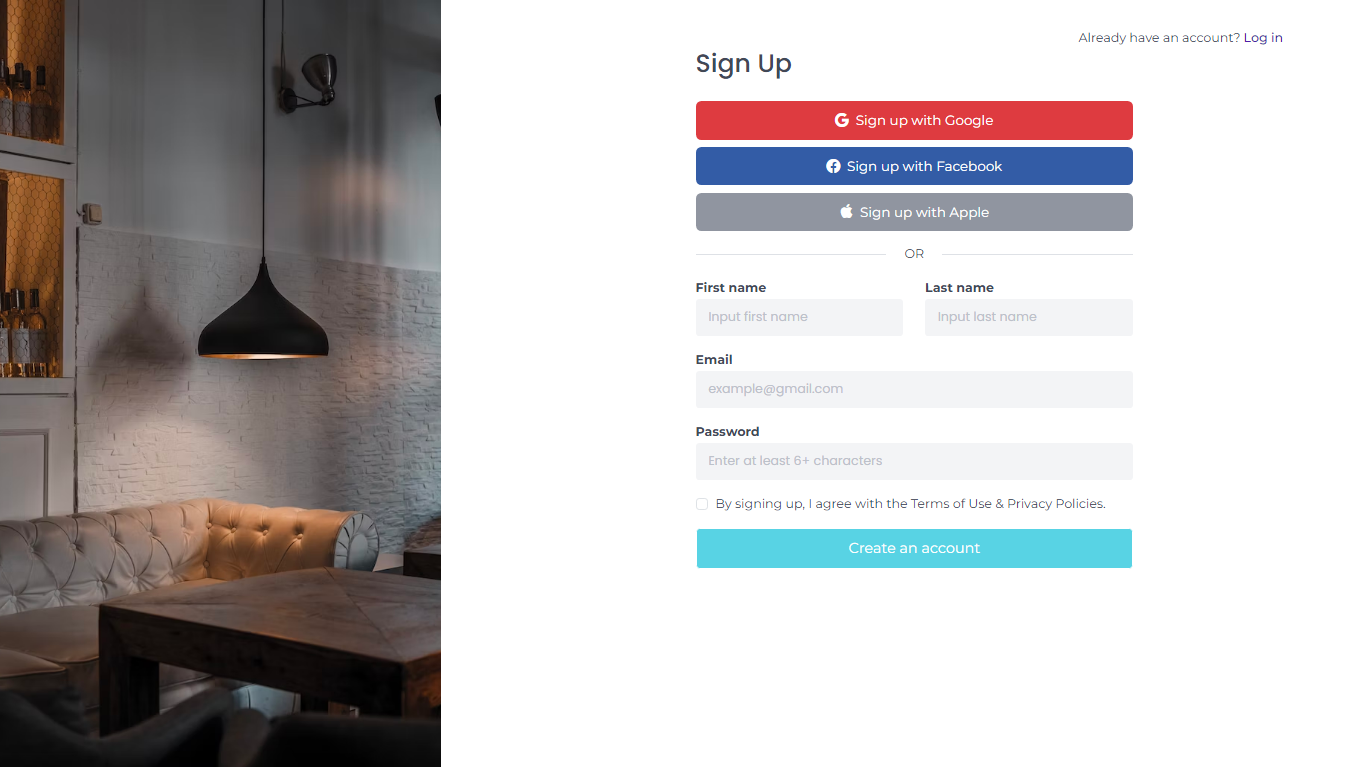 Already have an account? Log in
Sign Up
Sign up with Google
Sign up with Facebook
Sign up with Apple
OR
First name
Last name
Input first name
Input last name
Email
example@gmail.com
Password
Enter at least 6+ characters
By signing up, I agree with the Terms of Use & Privacy Policies.
Create an account